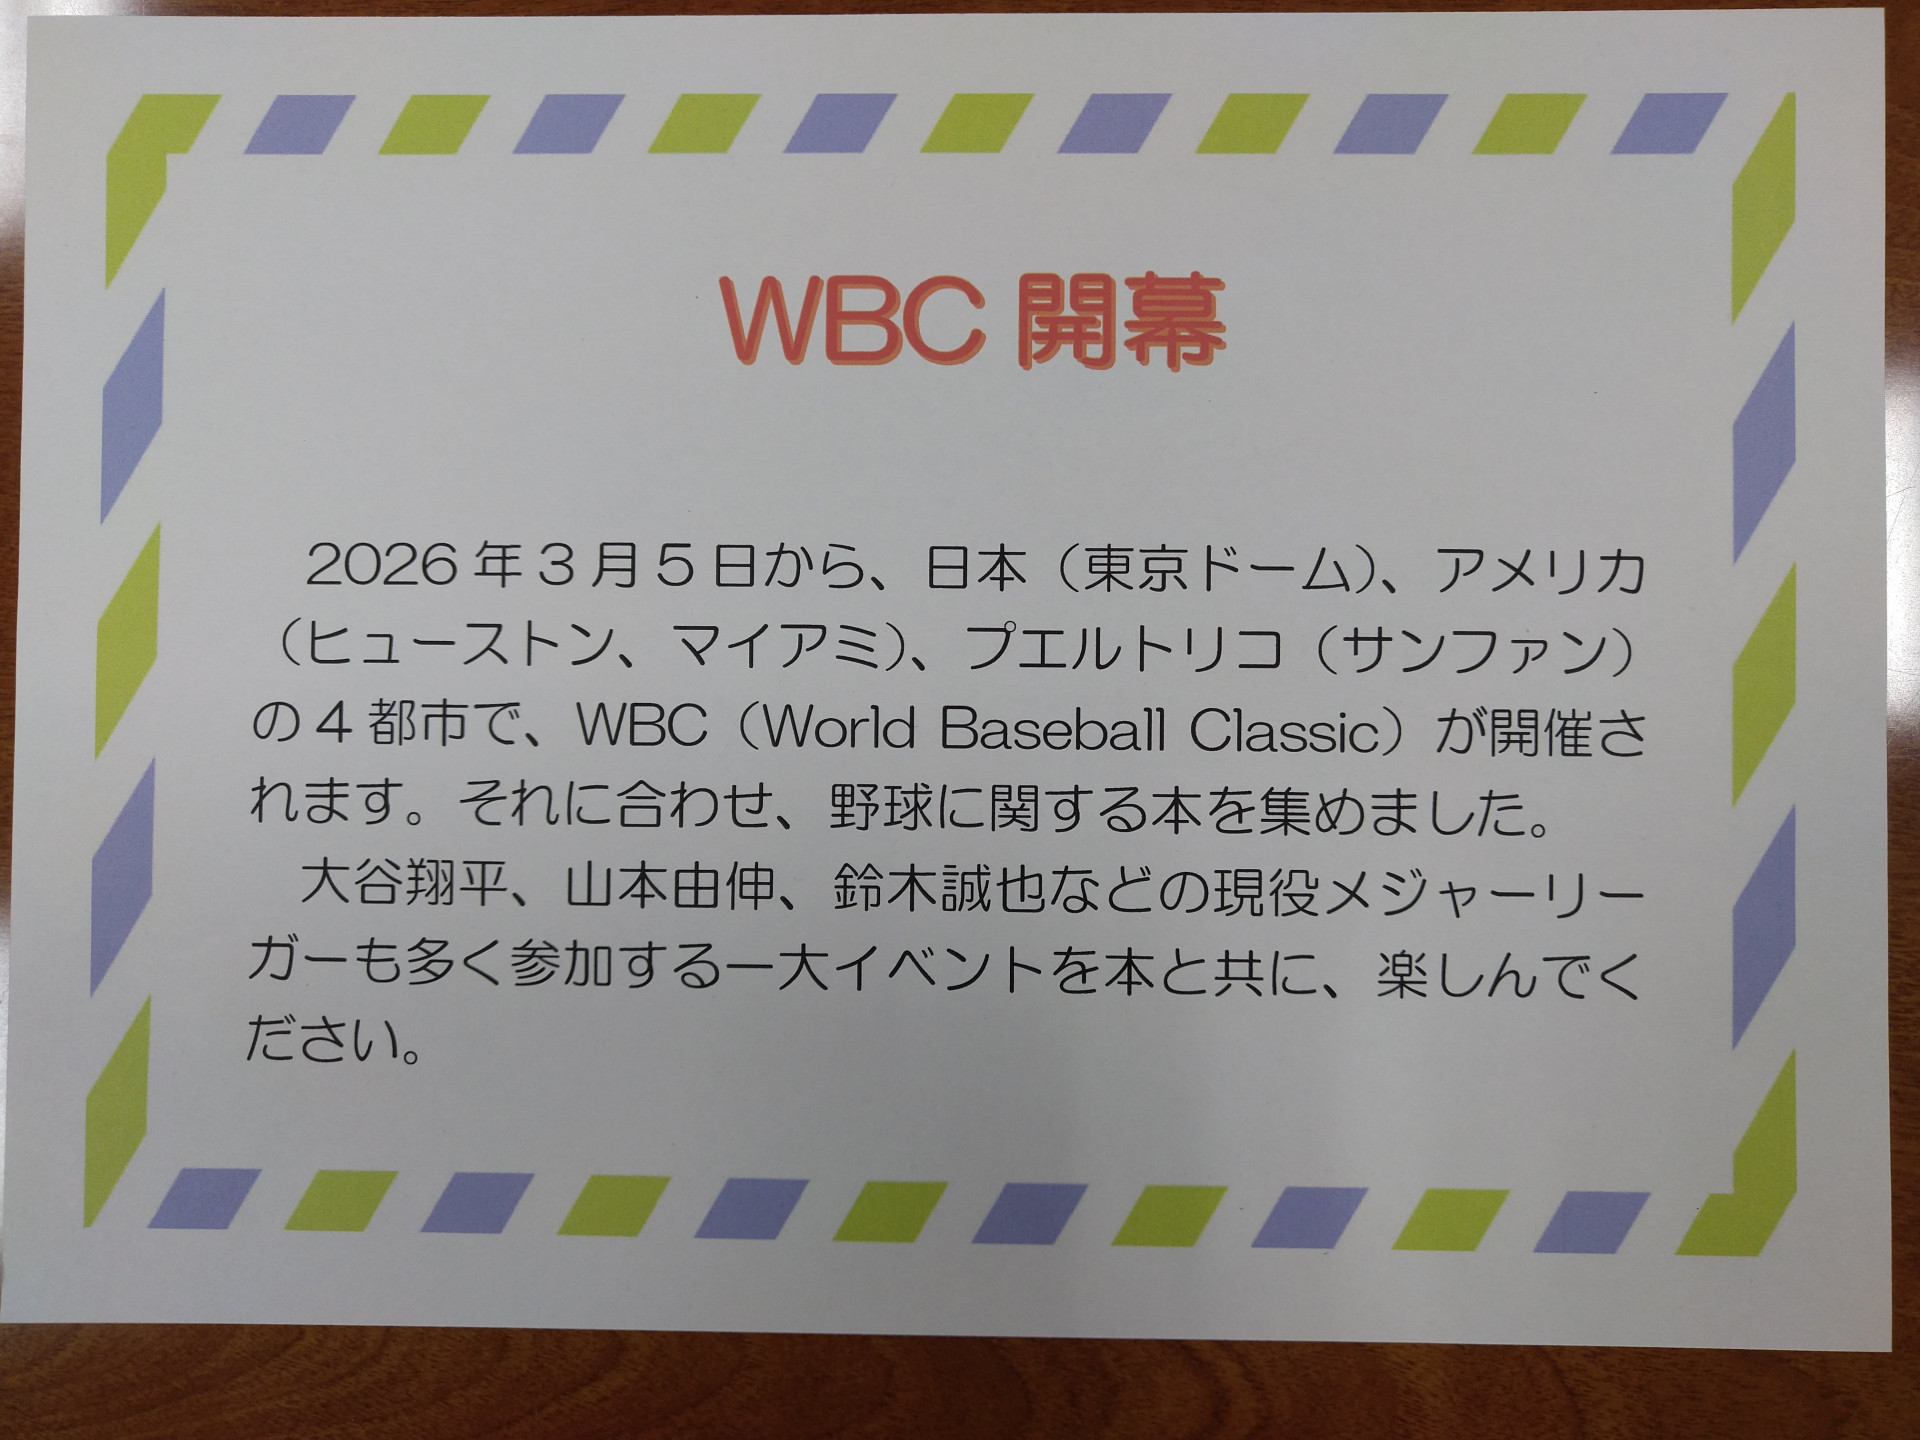 WBC 開幕
2026年3月5日から、日本（東京ドーム）、アメリカ
（ヒューストン、マイアミ）、プエルトリコ（サンファン）
の4都市で、WBC（World Baseball Classic）が開催さ
れます。それに合わせ、野球に関する本を集めました。
大谷翔平、山本由伸、鈴木誠也などの現役メジャーリー
ガーも多く参加する一大イベントを本と共に、楽しんでく
ださい。